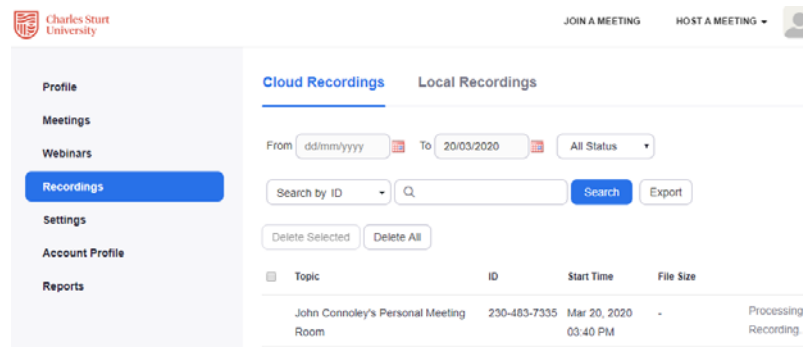 Charles Sturt
University
JOIN A MEETING
HOST A MEETING
Profile
Meetings
Webinars
Recordings
Settings
Account Profile
Reports
Cloud Recordings
Local Recordings
From dd/mm/yyyy To 20/03/2020 All Status
Search by ID Search Export
Delete Selected Delete All
Topic ID Start Time File Size
John Connoley's Personal Meeting 230-483-7335 Mar 20, 2020 - Processing
Room 03:40 PM Recording.